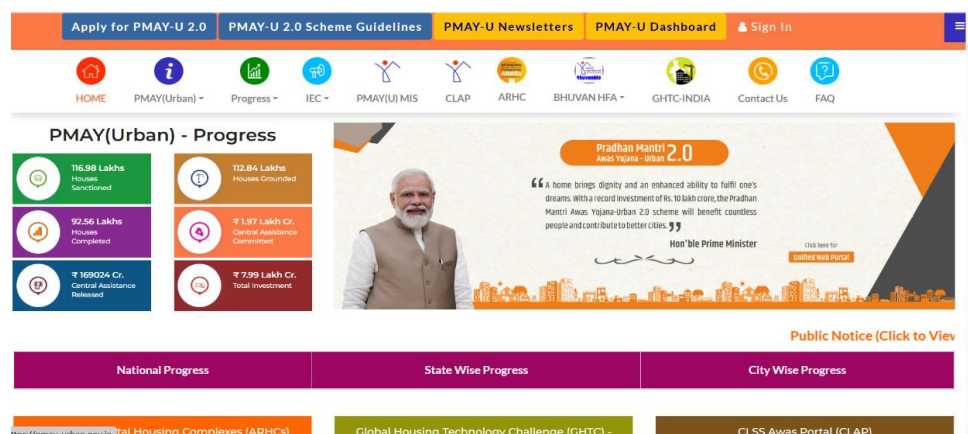 Apply for PMAY-U 2.0 PMAY-U 2.0 Scheme Guidelines PMAY-U Newsletters PMAY-U Dashboard Sign In
HOME PMAY(Urban) Progress IEC PMAY(U) MIS CLAP ARHC BHUVAN HFA GHTC-INDIA Contact Us FAQ
PMAY(Urban) - Progress
116.98 Lakhs
Houses
Sanctioned
112.84 Lakhs
Houses Grounded
92.56 Lakhs
Houses
Completed
₹ 1.97 Lakh Cr.
Central Assistance
Committed
₹ 169024 Cr.
Central Assistance
Released
₹ 7.99 Lakh Cr.
Total Investment
Pradhan Mantri
Awas Yojana - Urban 2.0
“A home brings dignity and an enhanced ability to fulfil one's
dreams. With a record investment of Rs. 10 lakh crore, the Pradhan
Mantri Awas Yojana-Urban 2.0 scheme will benefit countless
people and contribute to better cities.”
Hon'ble Prime Minister
Click here for
Unified Web Portal
Public Notice (Click to View
National Progress State Wise Progress City Wise Progress
tal Housing Complexes (ARHCs) Global Housing Technology Challenge (GHTC) - CLSS Awas Portal (CLAP)